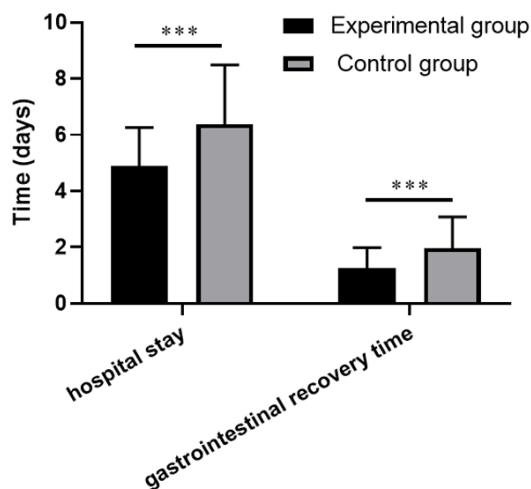 Experimental group
Control group
***
***
Time (days)
10
8
6
4
2
0
hospital stay
gastrointestinal recovery time